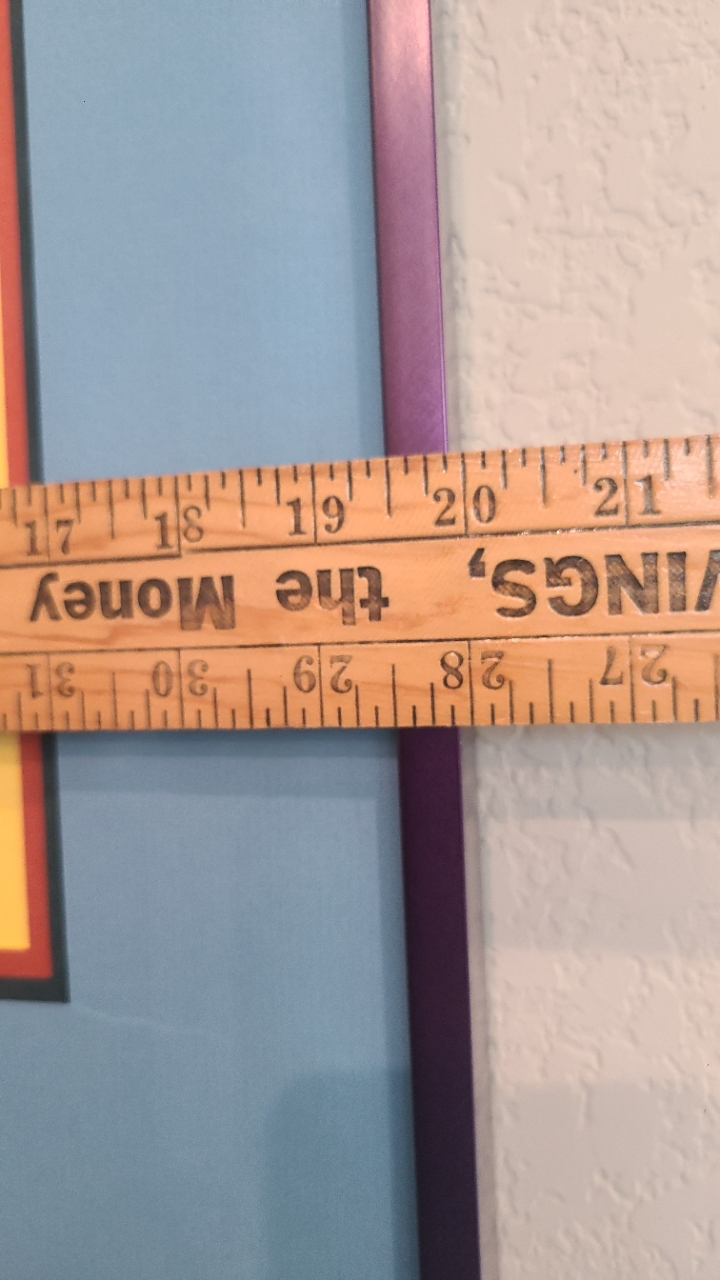 17 18 19 20 21
the Money
VINGS,
27 28 29 30 31